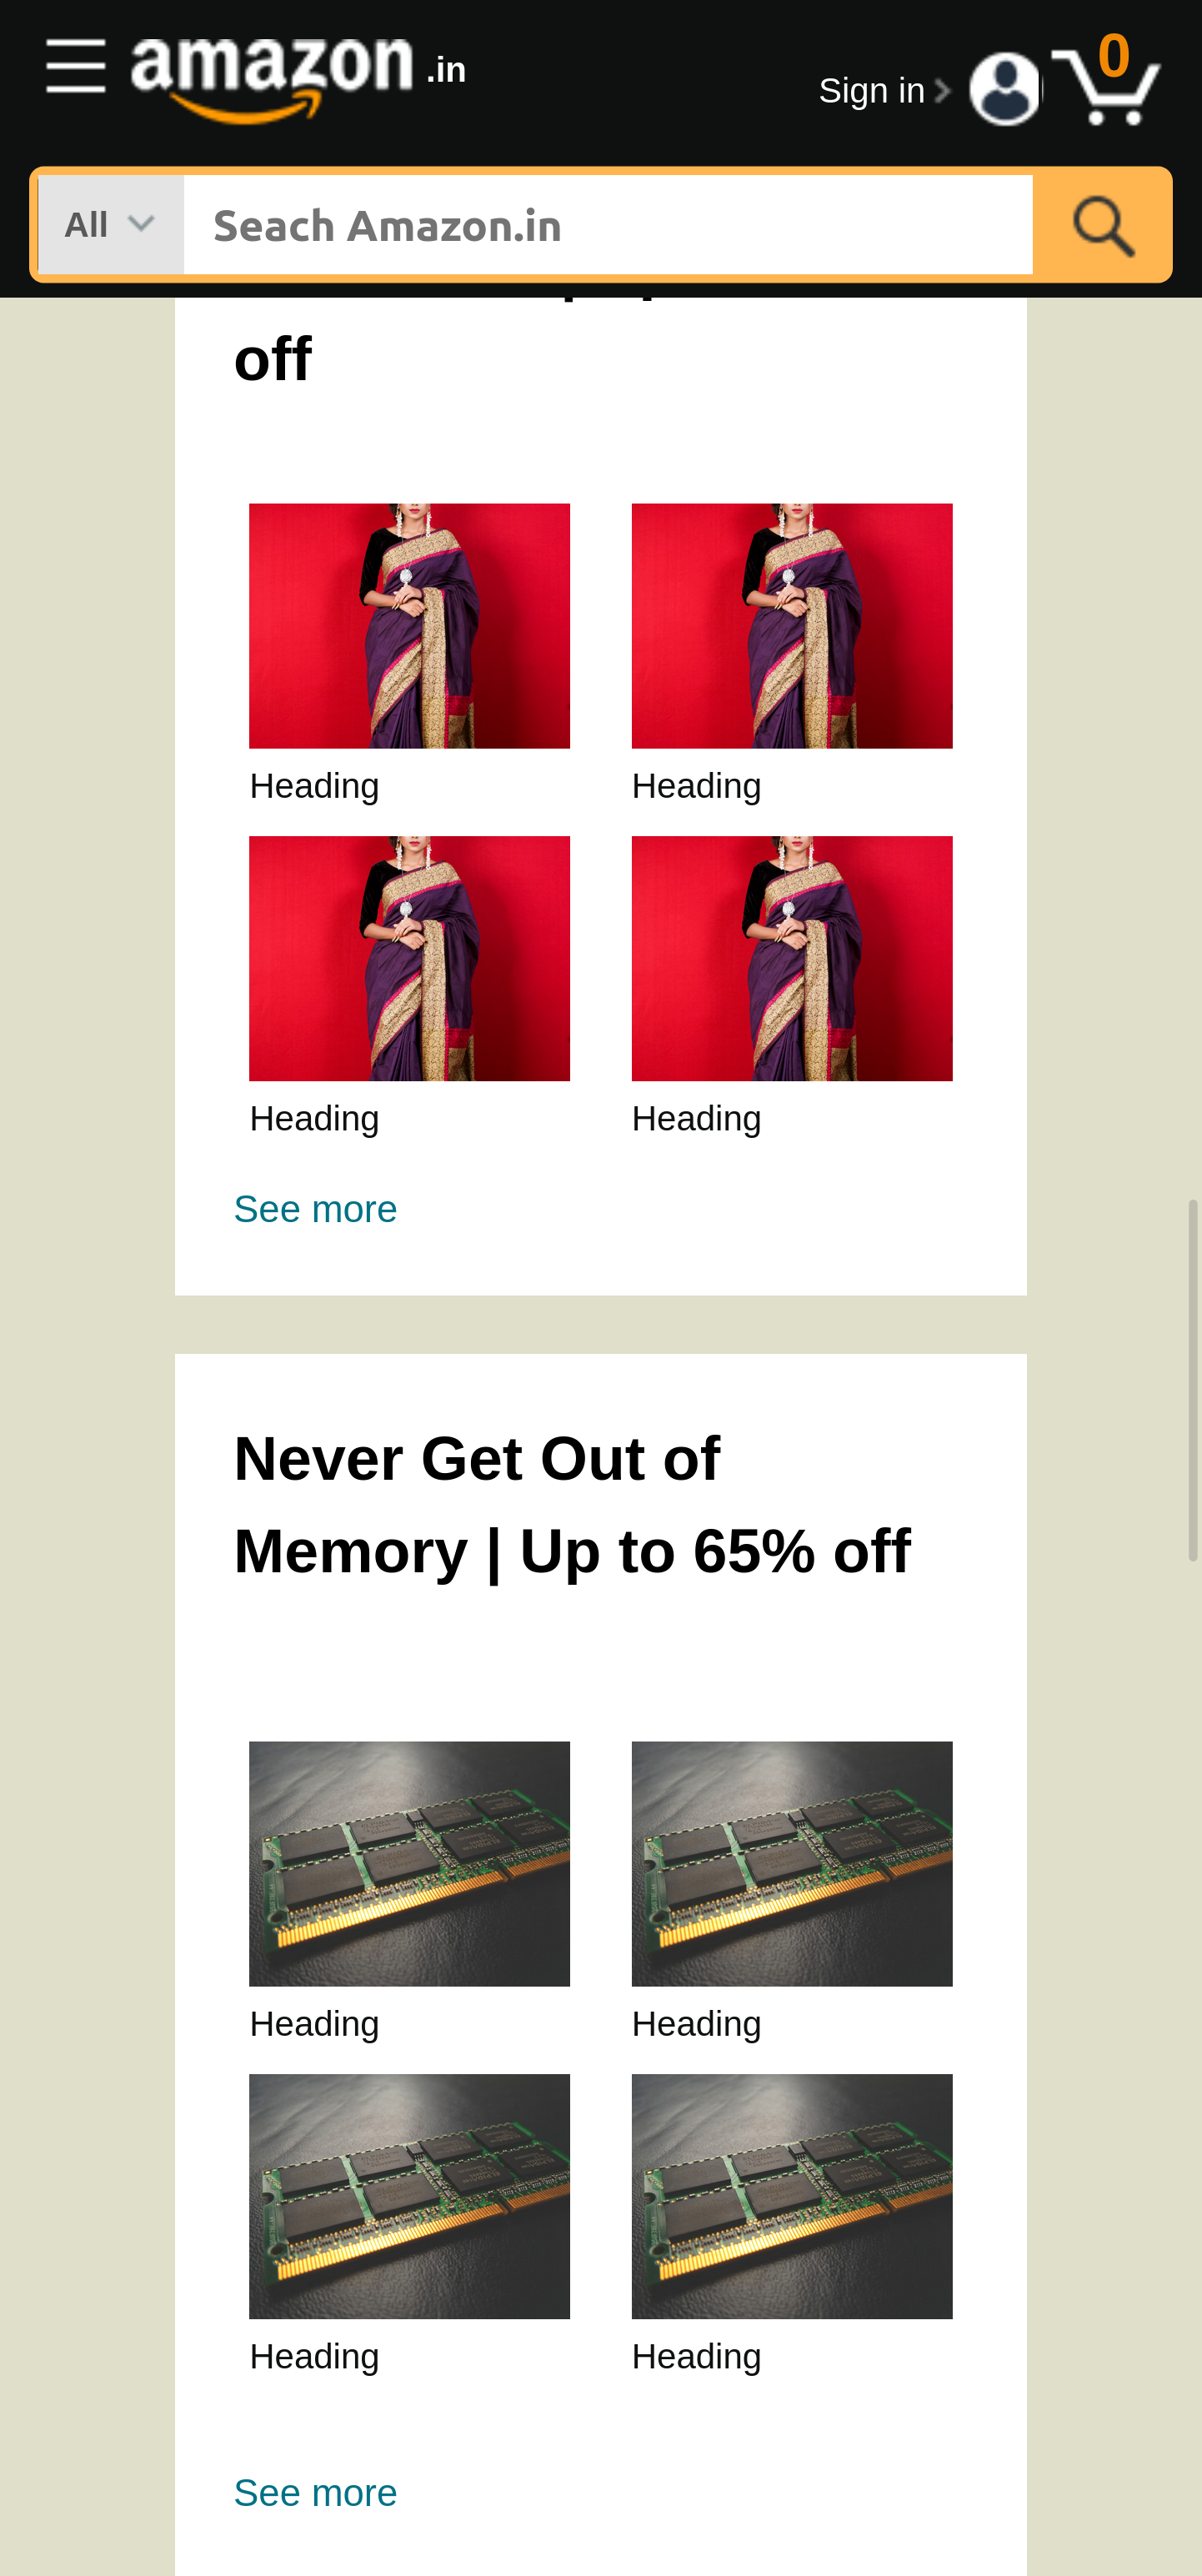 amazon .in
Sign in
0
All
Seach Amazon.in
off
Heading Heading
Heading Heading
See more
Never Get Out of
Memory | Up to 65% off
Heading Heading
Heading Heading
See more